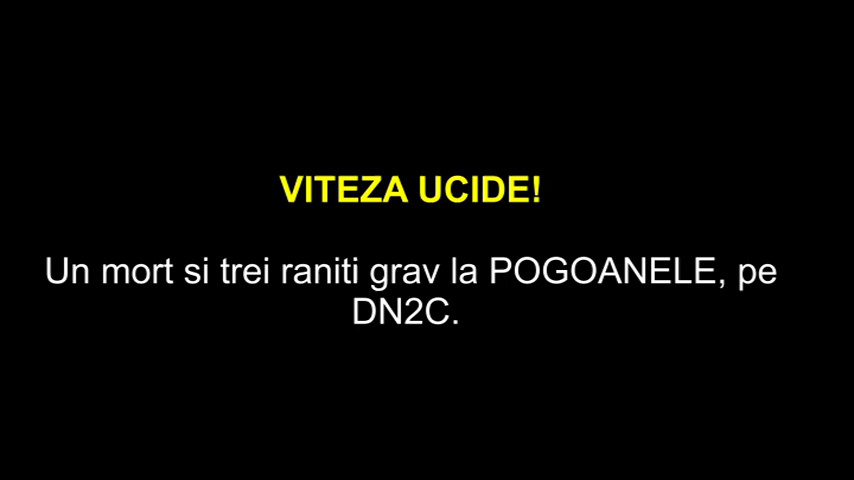 VITEZA UCIDE!
Un mort si trei raniti grav la POGOANELE, pe
DN2C.